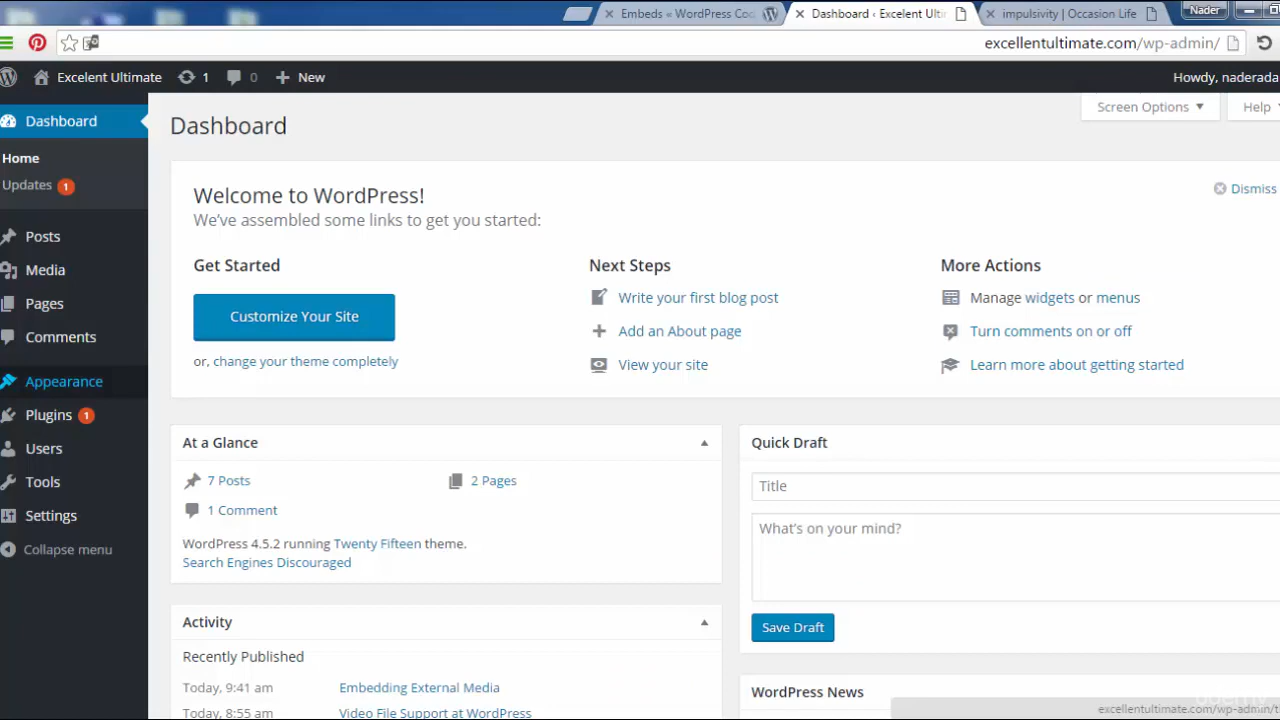 Embeds « WordPress Coo
Dashboard ‹ Excelent Ulti
impulsivity | Occasion Life
Nader
excellentultimate.com/wp-admin/
Excelent Ultimate
1
0
New
Howdy, naderada
Dashboard
Home
Updates 1
Posts
Media
Pages
Comments
Appearance
Plugins 1
Users
Tools
Settings
Collapse menu
Screen Options
Help
Dashboard
Welcome to WordPress!
Dismiss
We've assembled some links to get you started:
Get Started
Customize Your Site
or, change your theme completely
Next Steps
Write your first blog post
Add an About page
View your site
More Actions
Manage widgets or menus
Turn comments on or off
Learn more about getting started
At a Glance
7 Posts
2 Pages
1 Comment
WordPress 4.5.2 running Twenty Fifteen theme.
Search Engines Discouraged
Activity
Recently Published
Today, 9:41 am Embedding External Media
Today, 8:55 am Video File Support at WordPress
Quick Draft
Title
What's on your mind?
Save Draft
WordPress News
excellentultimate.com/wp-admin/t